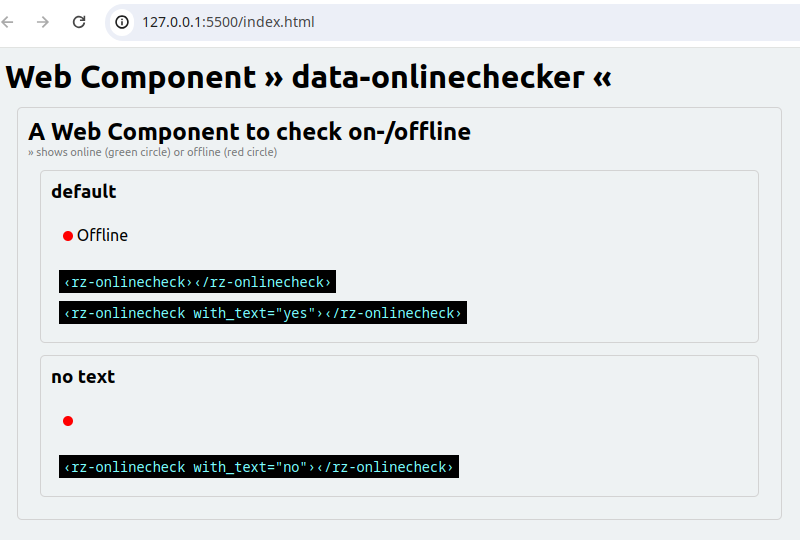 127.0.0.1:5500/index.html
Web Component » data-onlinechecker «
A Web Component to check on-/offline
» shows online (green circle) or offline (red circle)
default
Offline
‹rz-onlinecheck›‹/rz-onlinecheck›
‹rz-onlinecheck with_text="yes"›‹/rz-onlinecheck›
no text
‹rz-onlinecheck with_text="no"›‹/rz-onlinecheck›